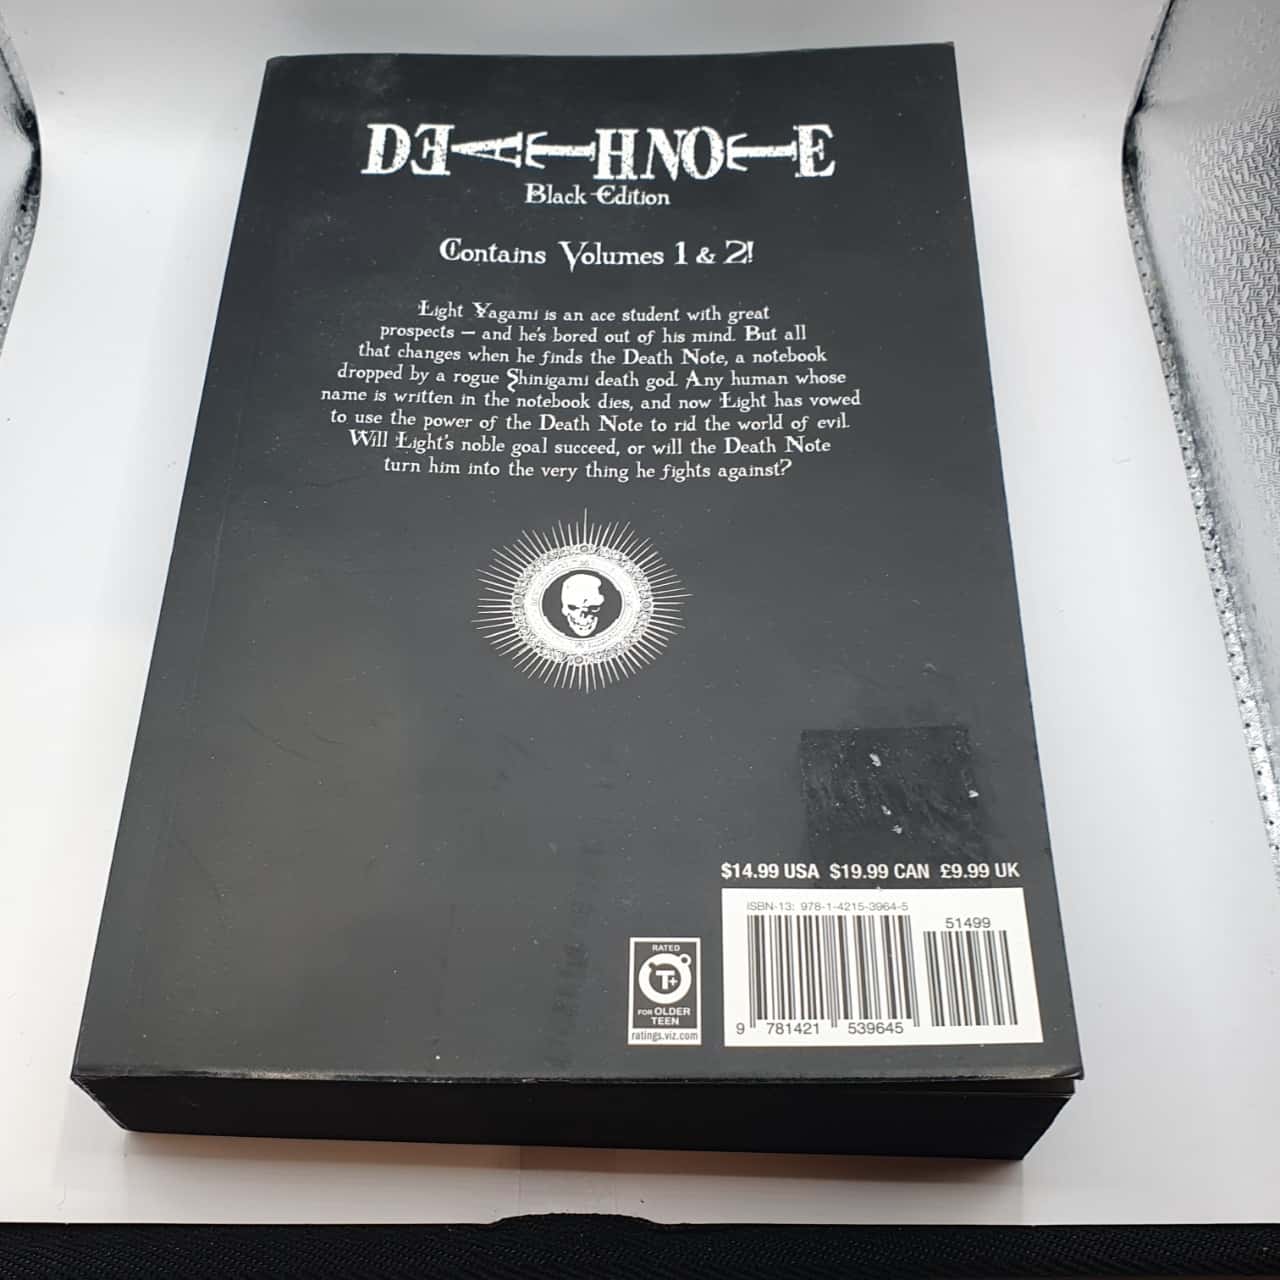 DEATH NOTE
Black Edition
Contains Volumes 1 & 2!
Light Yagami is an ace student with great
prospects — and he's bored out of his mind. But all
that changes when he finds the Death Note, a notebook
dropped by a rogue Shinigami death god. Any human whose
name is written in the notebook dies, and now Light has vowed
to use the power of the Death Note to rid the world of evil.
Will Light's noble goal succeed, or will the Death Note
turn him into the very thing he fights against?
$14.99 USA $19.99 CAN £9.99 UK
ISBN-13: 978-1-4215-3964-5
51499
9 781421 539645
RATED
T+
FOR OLDER
TEEN
ratings.viz.com